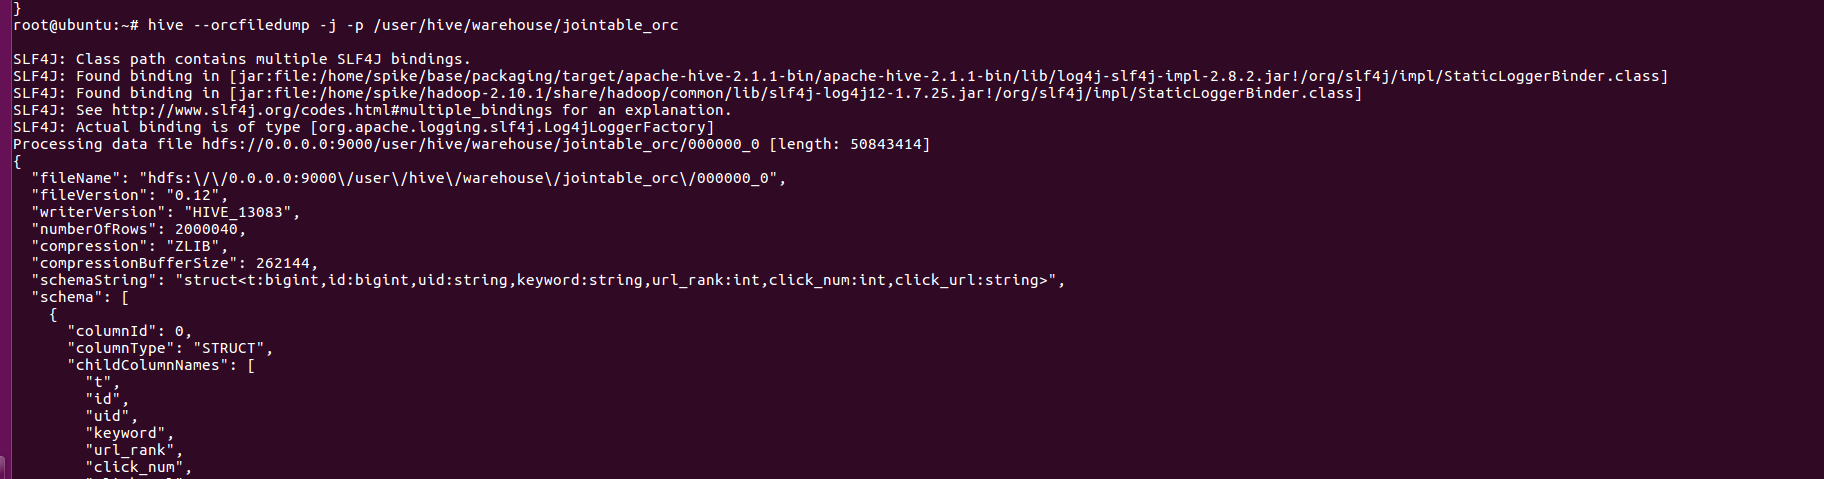 }
root@ubuntu:~# hive --orcfiledump -j -p /user/hive/warehouse/jointable_orc
SLF4J: Class path contains multiple SLF4J bindings.
SLF4J: Found binding in [jar:file:/home/spike/base/packaging/target/apache-hive-2.1.1-bin/apache-hive-2.1.1-bin/lib/log4j-slf4j-impl-2.8.2.jar!/org/slf4j/impl/StaticLoggerBinder.class]
SLF4J: Found binding in [jar:file:/home/spike/hadoop-2.10.1/share/hadoop/common/lib/slf4j-log4j12-1.7.25.jar!/org/slf4j/impl/StaticLoggerBinder.class]
SLF4J: See http://www.slf4j.org/codes.html#multiple_bindings for an explanation.
SLF4J: Actual binding is of type [org.apache.logging.slf4j.Log4jLoggerFactory]
Processing data file hdfs://0.0.0.0:9000/user/hive/warehouse/jointable_orc/000000_0 [length: 50843414]
{
  "fileName": "hdfs:\/\/0.0.0.0:9000\/user\/hive\/warehouse\/jointable_orc\/000000_0",
  "fileVersion": "0.12",
  "writerVersion": "HIVE_13083",
  "numberOfRows": 2000040,
  "compression": "ZLIB",
  "compressionBufferSize": 262144,
  "schemaString": "struct<t:bigint,id:bigint,uid:string,keyword:string,url_rank:int,click_num:int,click_url:string>",
  "schema": [
    {
      "columnId": 0,
      "columnType": "STRUCT",
      "childColumnNames": [
        "t",
        "id",
        "uid",
        "keyword",
        "url_rank",
        "click_num",